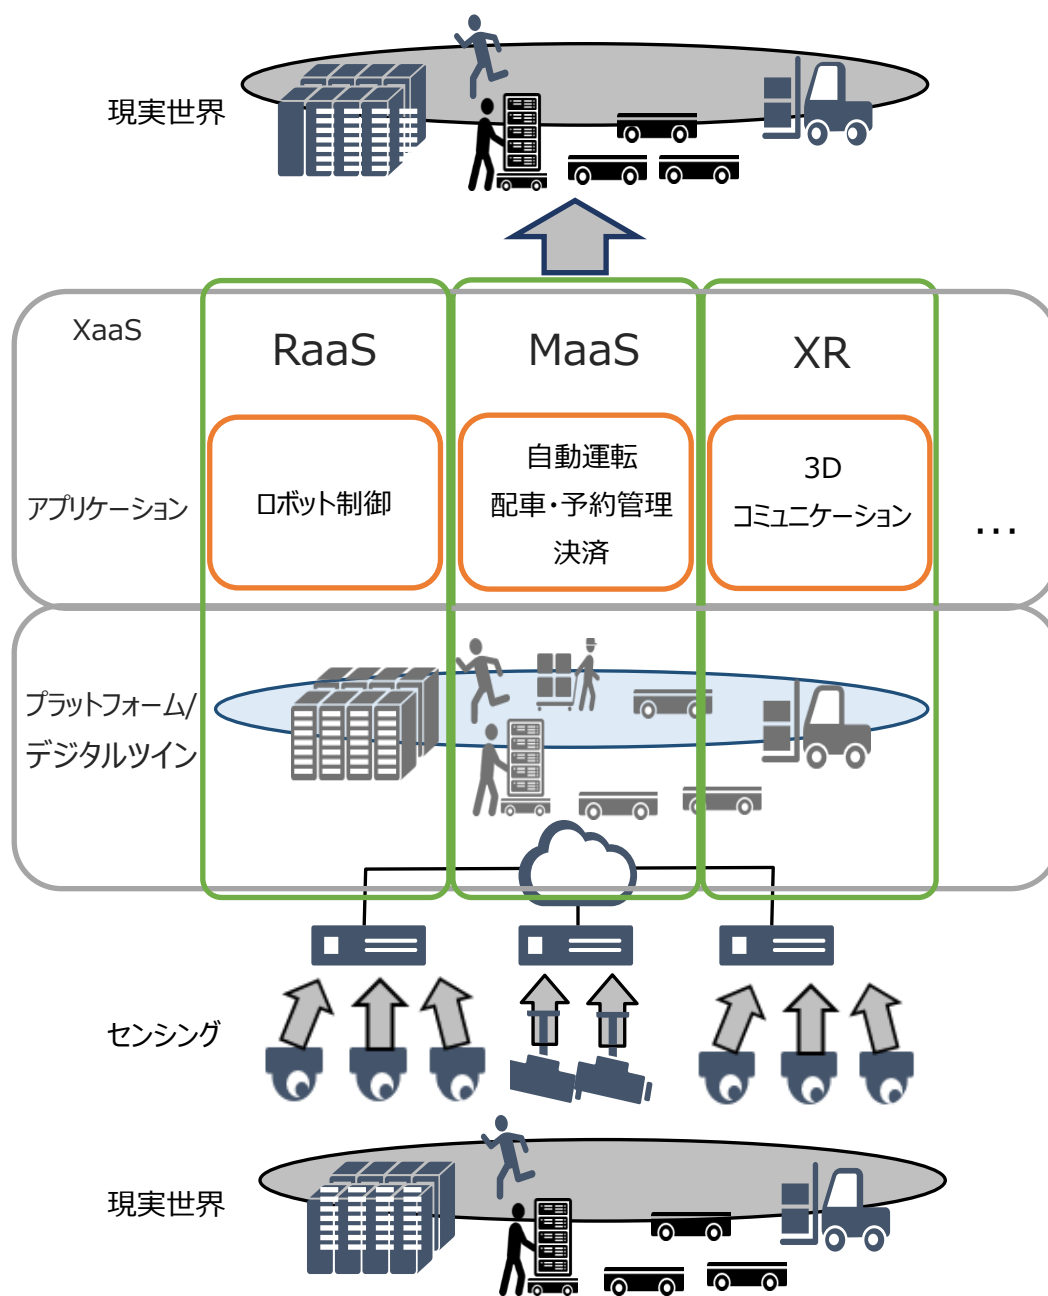 現実世界
XaaS
RaaS
MaaS
XR
アプリケーション
ロボット制御
自動運転
配車・予約管理
決済
3D
コミュニケーション
...
プラットフォーム/
デジタルツイン
センシング
現実世界